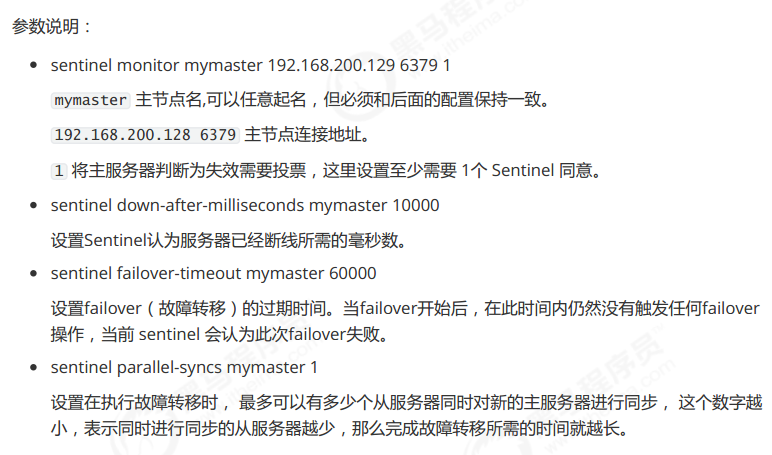 参数说明：
sentinel monitor mymaster 192.168.200.129 6379 1
mymaster 主节点名,可以任意起名，但必须和后面的配置保持一致。
192.168.200.128 6379 主节点连接地址。
1 将主服务器判断为失效需要投票，这里设置至少需要 1个 Sentinel 同意。
sentinel down-after-milliseconds mymaster 10000
设置Sentinel认为服务器已经断线所需的毫秒数。
sentinel failover-timeout mymaster 60000
设置failover（故障转移）的过期时间。当failover开始后，在此时间内仍然没有触发任何failover
操作，当前 sentinel 会认为此次failover失败。
sentinel parallel-syncs mymaster 1
设置在执行故障转移时， 最多可以有多少个从服务器同时对新的主服务器进行同步， 这个数字越
小，表示同时进行同步的从服务器越少，那么完成故障转移所需的时间就越长。
黑马程序员
www.itheima.com
黑马程序员